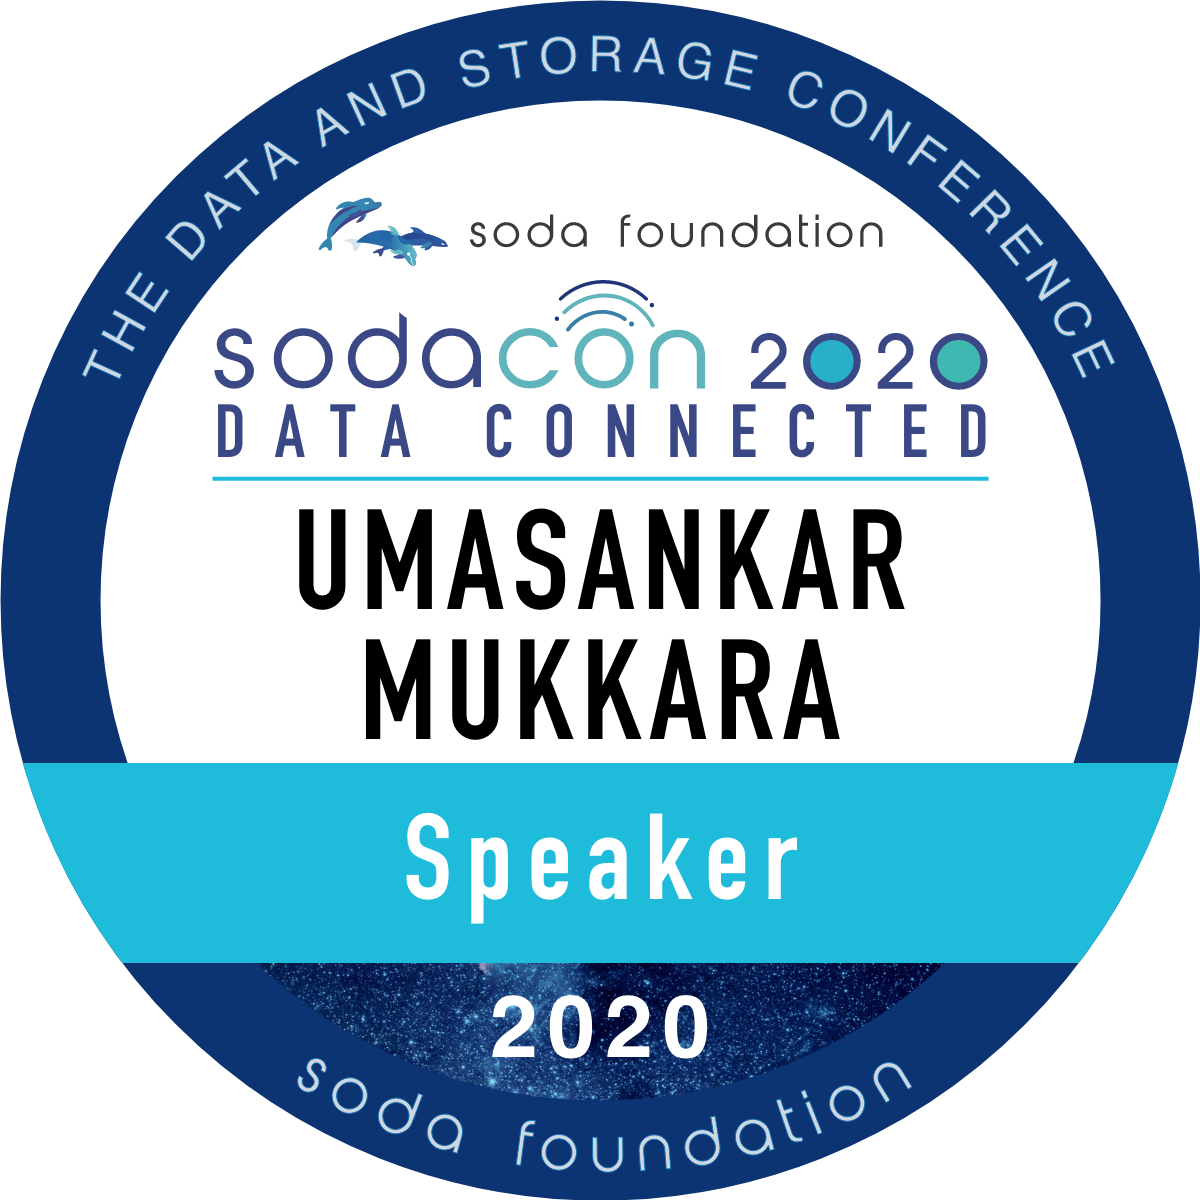 THE DATA AND STORAGE CONFERENCE
soda foundation
sodacon 2020
DATA CONNECTED
UMASANKAR
MUKKARA
Speaker
2020
soda foundation